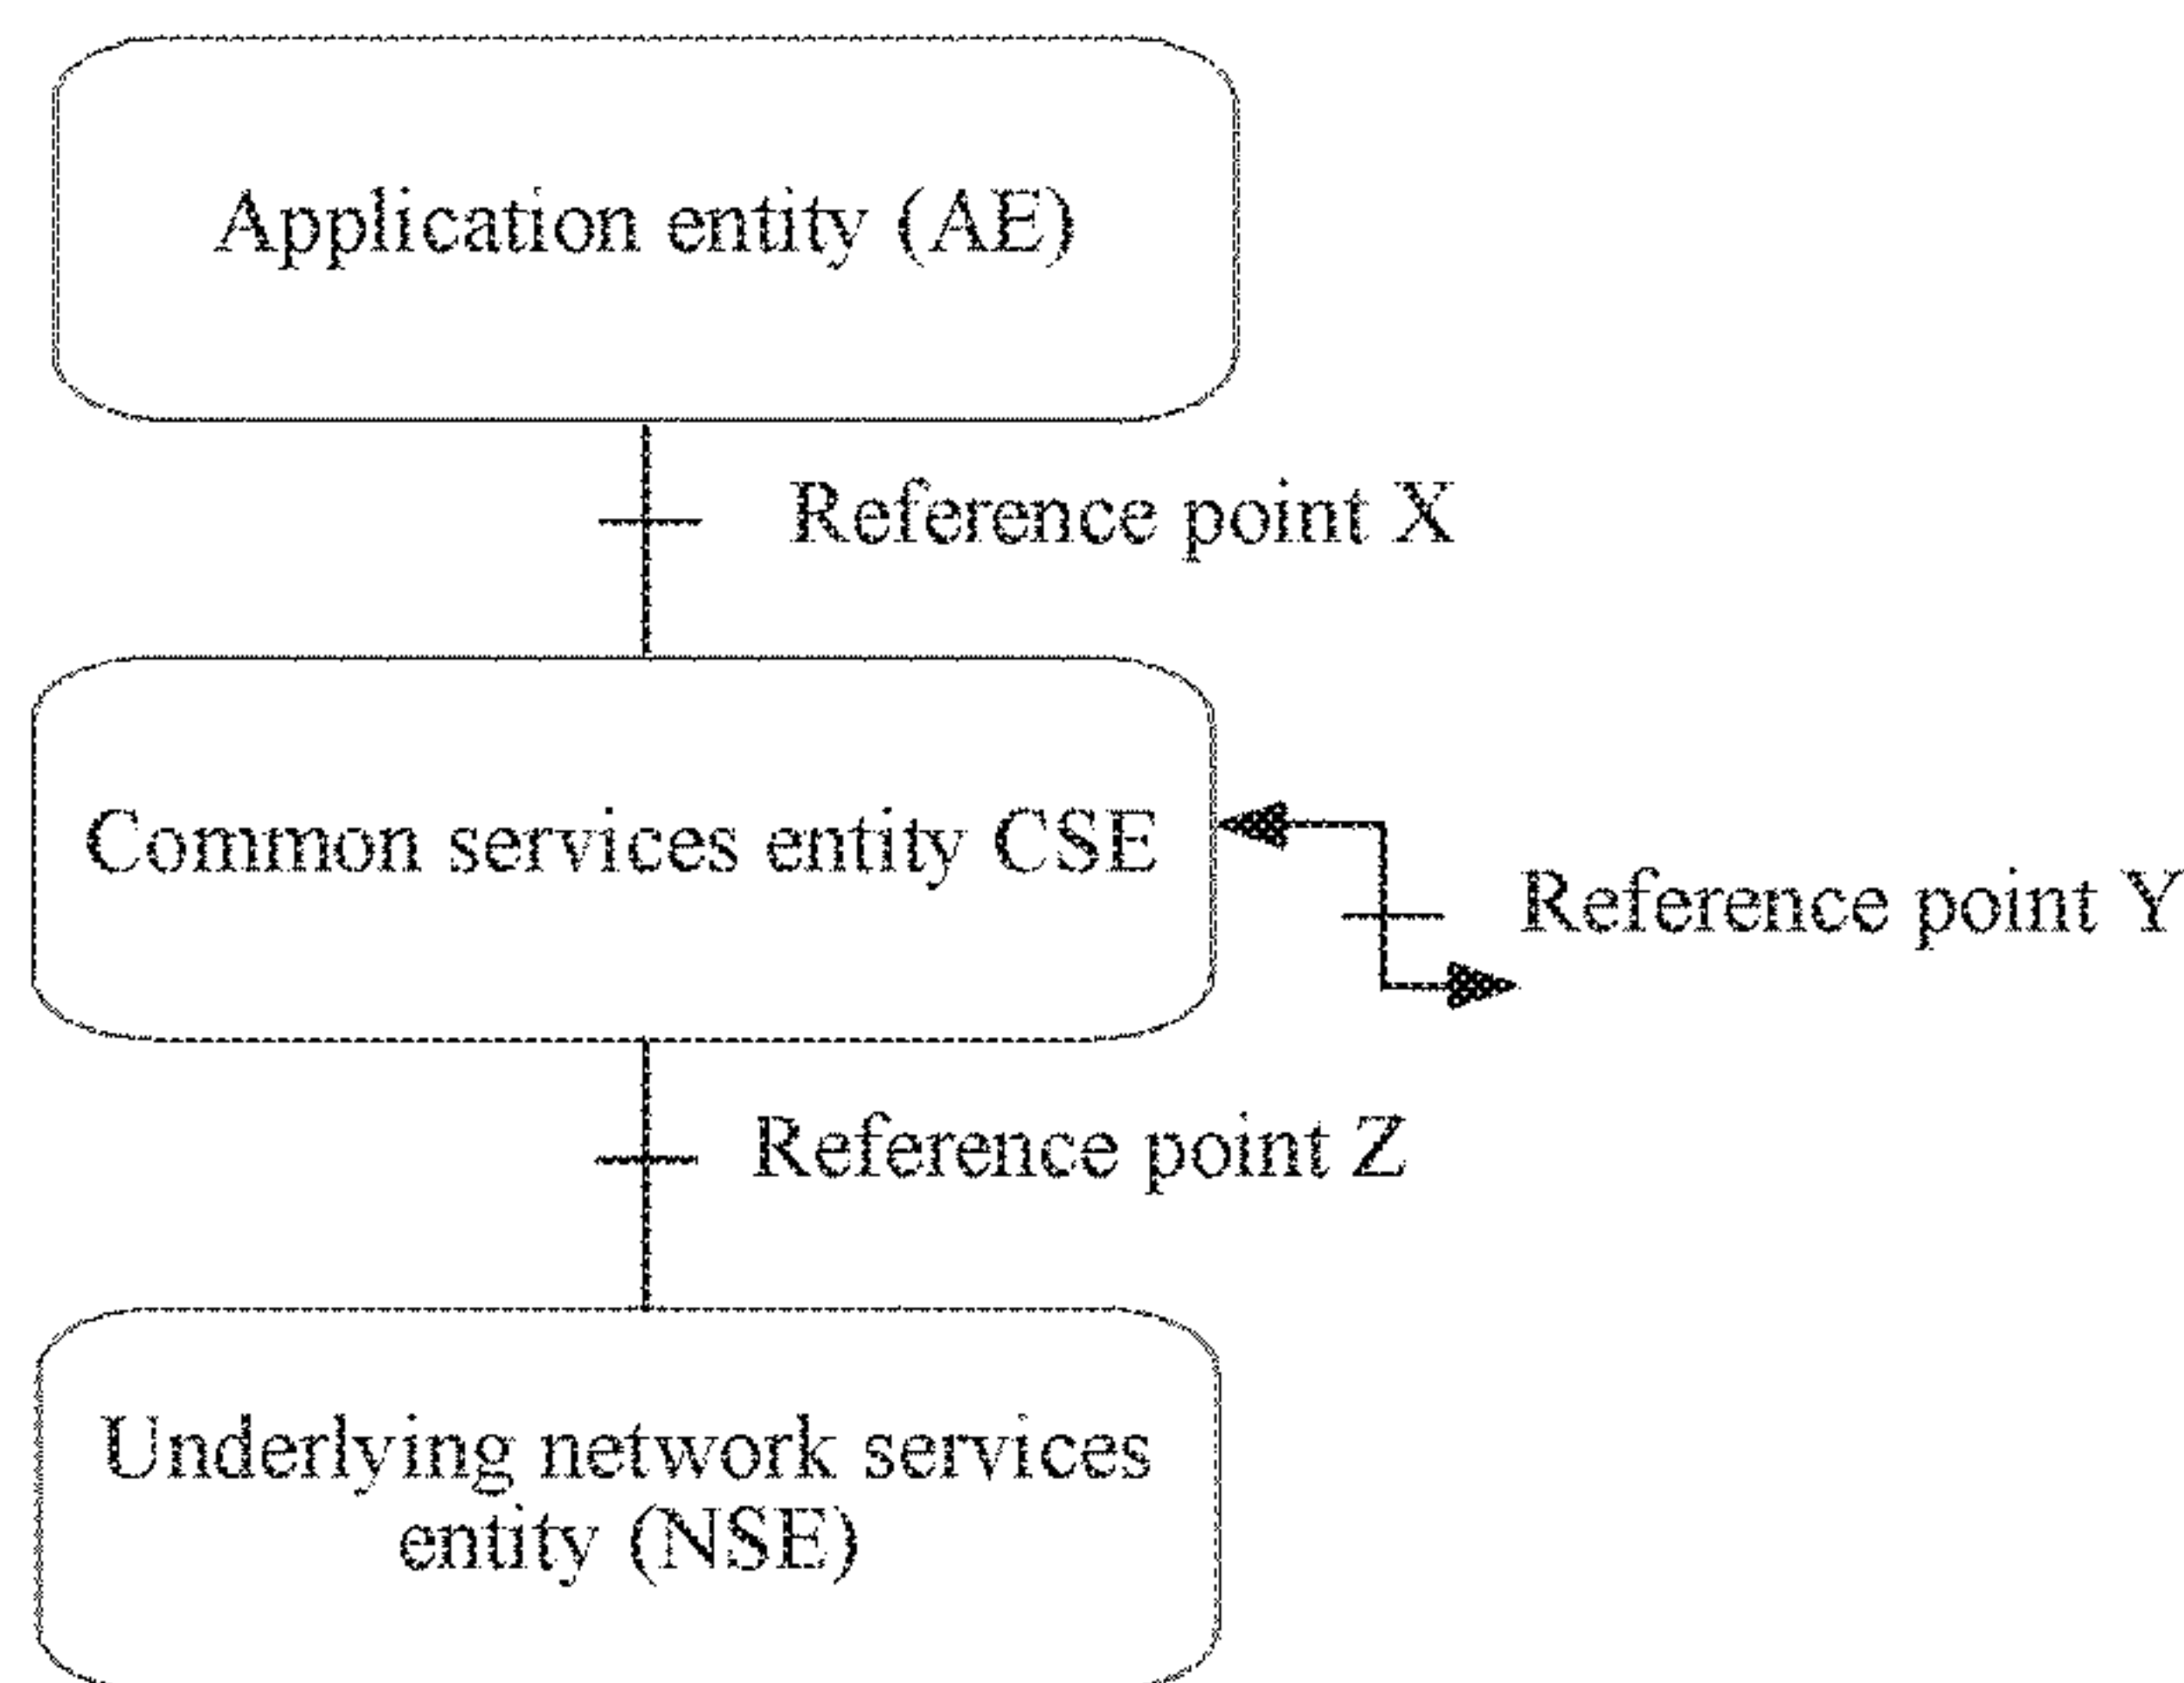 Application entity (AE)
Reference point X
Common services entity CSE
Reference point Y
Reference point Z
Underlying network services
entity (NSE)